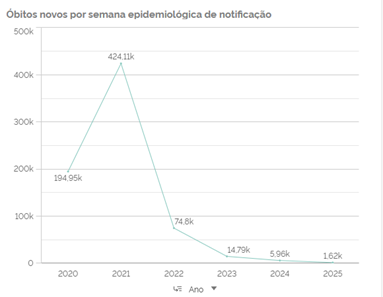 Óbitos novos por semana epidemiológica de notificação
500k
400k
300k
200k
100k
0
194.95k
424.11k
74.8k
14.79k
5.96k
1.62k
2020 2021 2022 2023 2024 2025
Ano